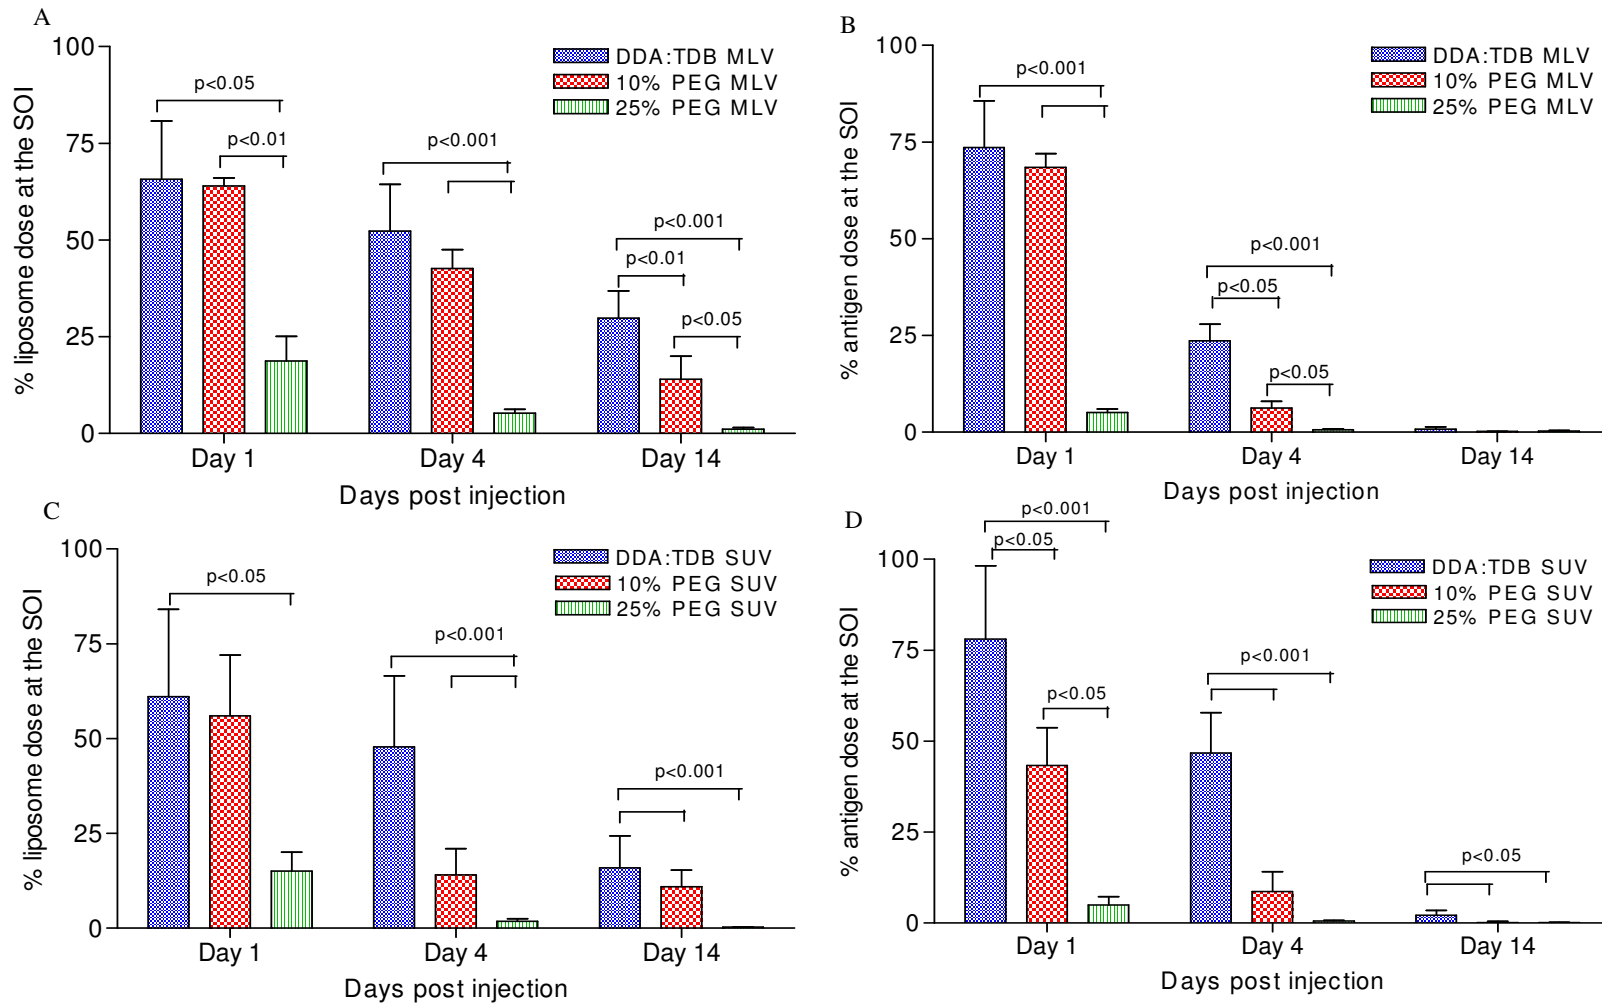 A
% liposome dose at the SOI
100
75
50
25
0
DDA:TDB MLV
10% PEG MLV
25% PEG MLV
p<0.05
p<0.01
p<0.001
p<0.001
p<0.01
p<0.05
Day 1
Day 4
Day 14
Days post injection
B
% antigen dose at the SOI
100
75
50
25
0
DDA:TDB MLV
10% PEG MLV
25% PEG MLV
p<0.001
p<0.001
p<0.05
p<0.05
Day 1
Day 4
Day 14
Days post injection
C
% liposome dose at the SOI
100
75
50
25
0
DDA:TDB SUV
10% PEG SUV
25% PEG SUV
p<0.05
p<0.001
p<0.001
Day 1
Day 4
Day 14
Days post injection
D
% antigen dose at the SOI
100
75
50
25
0
DDA:TDB SUV
10% PEG SUV
25% PEG SUV
p<0.001
p<0.05
p<0.05
p<0.001
p<0.05
Day 1
Day 4
Day 14
Days post injection